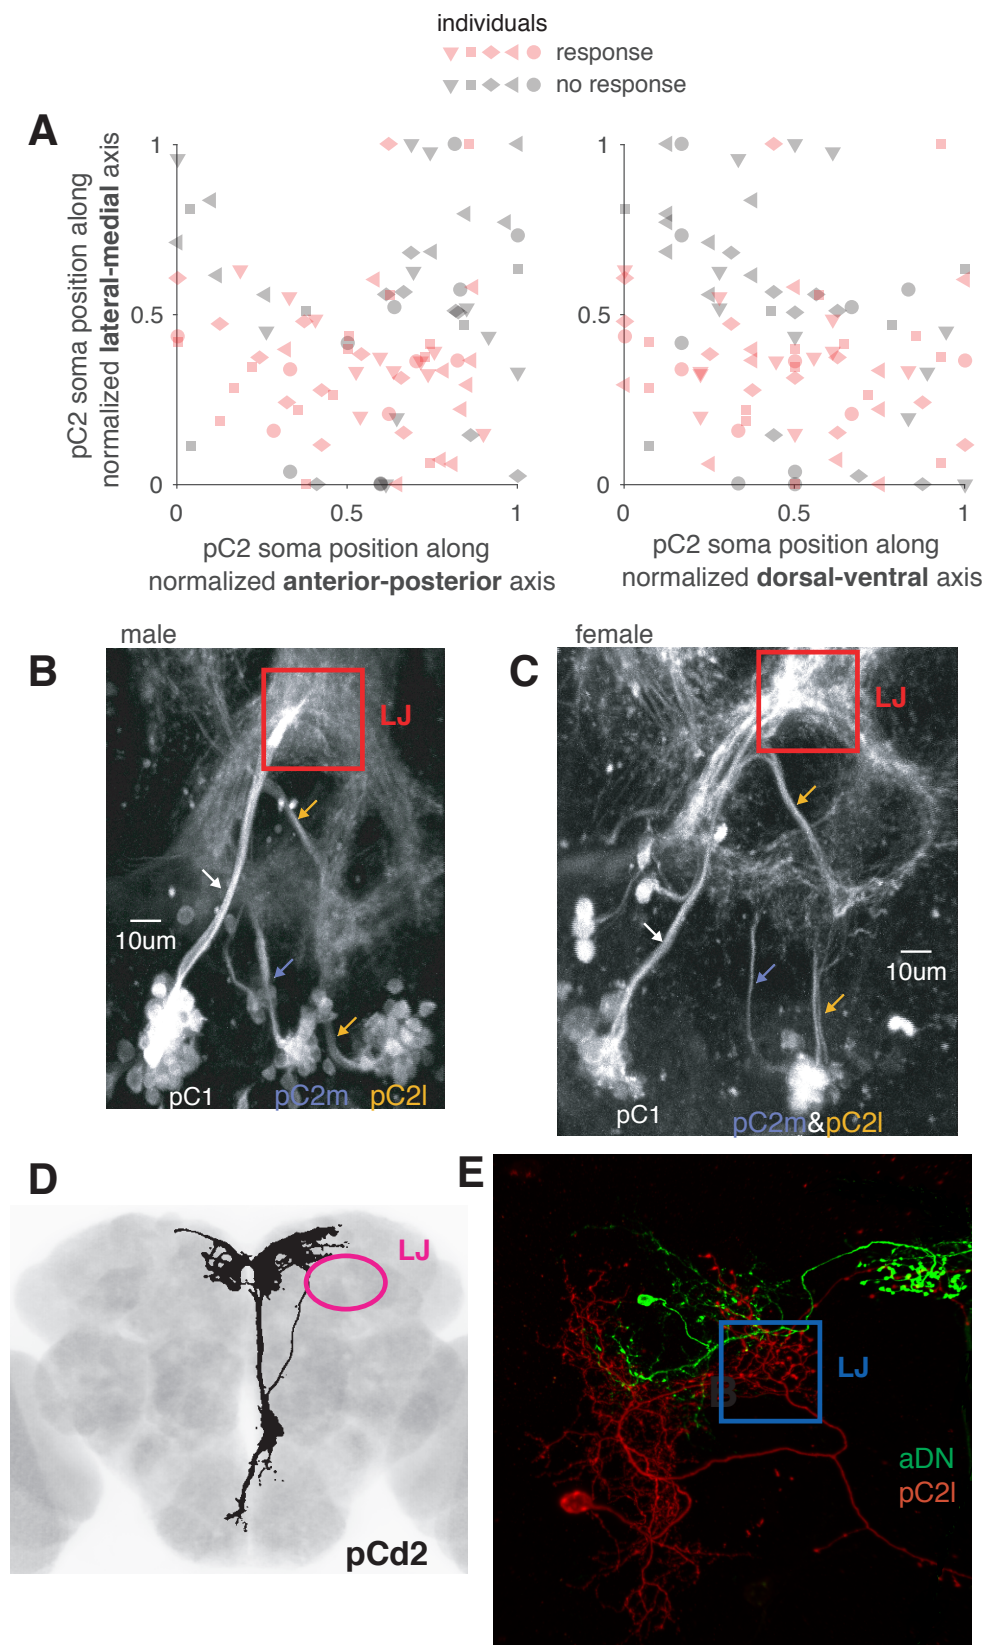 individuals
response
no response
A
pC2 soma position along
normalized lateral-medial axis
1
0.5
0
0
0.5
1
pC2 soma position along
normalized anterior-posterior axis
1
0.5
0
0
0.5
1
pC2 soma position along
normalized dorsal-ventral axis
male
B
LJ
10um
pC1
pC2m
pC2l
female
C
LJ
10um
pC1
pC2m&pC2l
D
LJ
pCd2
E
B
LJ
aDN
pC2l